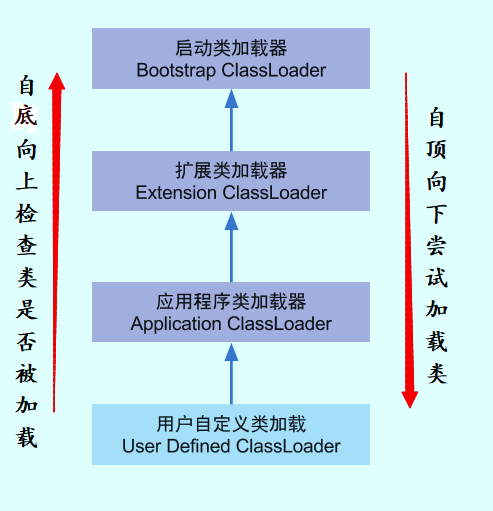 启动类加载器
Bootstrap ClassLoader
扩展类加载器
Extension ClassLoader
应用程序类加载器
Application ClassLoader
用户自定义类加载
User Defined ClassLoader
自底向上检查类是否被加载
自顶向下尝试加载类